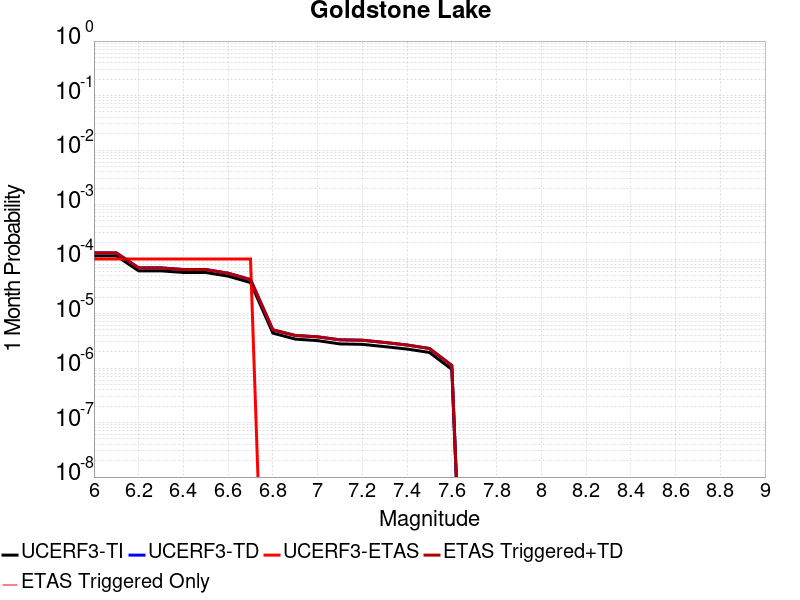 Goldstone Lake
10^0
10^-1
10^-2
10^-3
10^-4
10^-5
10^-6
10^-7
10^-8
1 Month Probability
6 6.2 6.4 6.6 6.8 7 7.2 7.4 7.6 7.8 8 8.2 8.4 8.6 8.8 9
Magnitude
UCERF3-TI UCERF3-TD UCERF3-ETAS ETAS Triggered+TD
ETAS Triggered Only